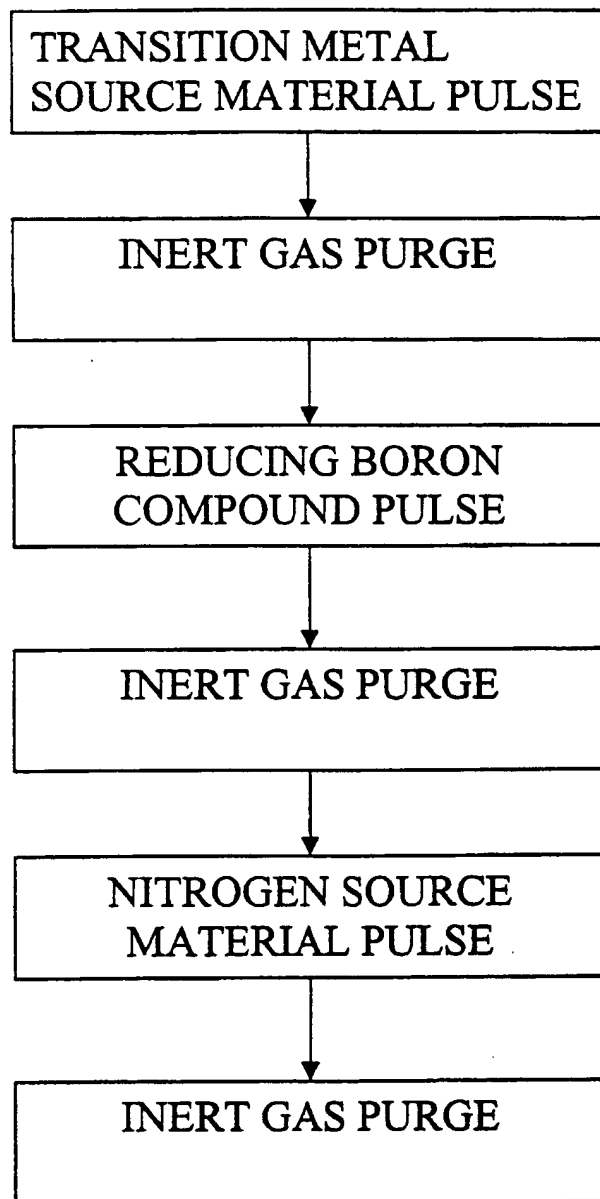 TRANSITION METAL
SOURCE MATERIAL PULSE
INERT GAS PURGE
REDUCING BORON
COMPOUND PULSE
INERT GAS PURGE
NITROGEN SOURCE
MATERIAL PULSE
INERT GAS PURGE